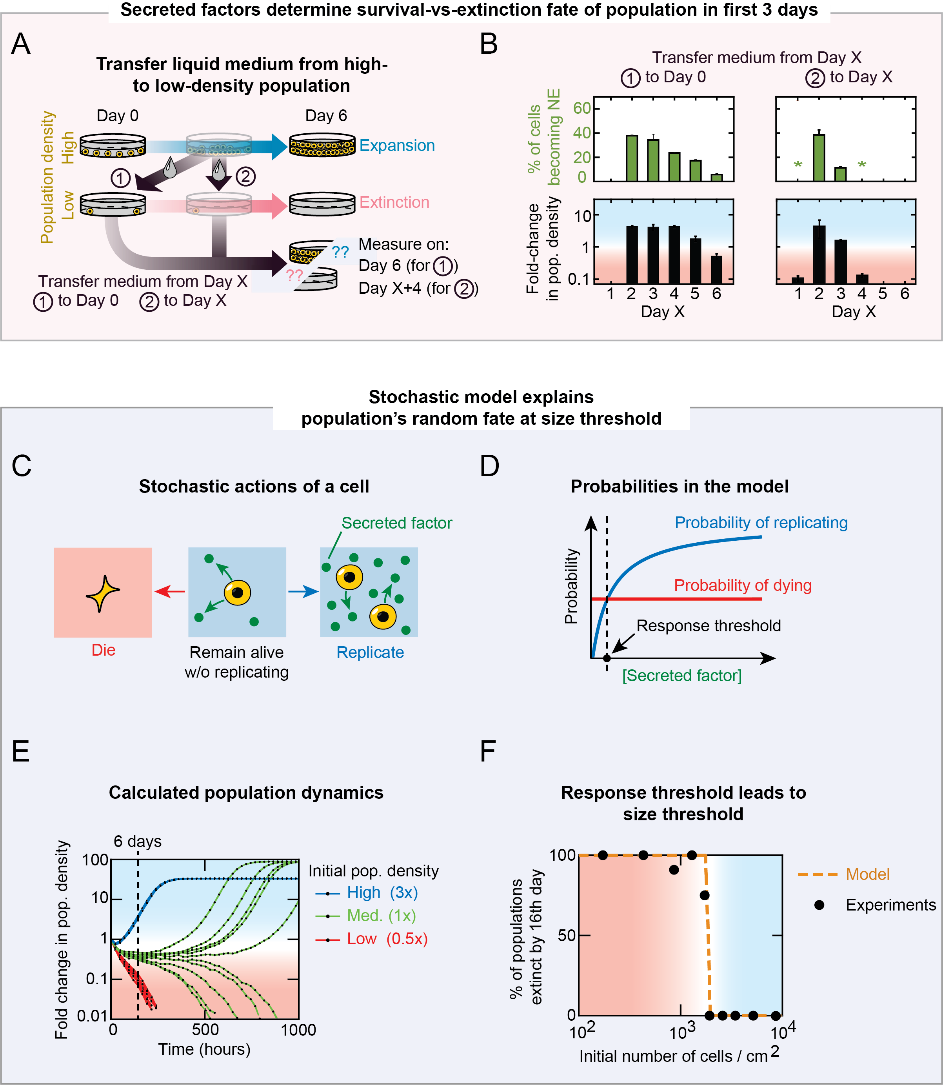 Secreted factors determine survival-vs-extinction fate of population in first 3 days
A
Transfer liquid medium from high-
to low-density population
Day 0
Day 6
Population density
High
Low
Expansion
1
2
Extinction
??
??
Measure on:
Day 6 (for 1)
Day X+4 (for 2)
Transfer medium from Day X
1 to Day 0 2 to Day X
B
Transfer medium from Day X
1 to Day 0
2 to Day X
% of cells
becoming NE
60
40
20
0
* *
Fold-change
in pop. density
10
1
0.1
1 2 3 4 5 6
Day X
1 2 3 4 5 6
Day X
Stochastic model explains
population's random fate at size threshold
C
Stochastic actions of a cell
Secreted factor
Die
Remain alive
w/o replicating
Replicate
D
Probabilities in the model
Probability
Probability of replicating
Probability of dying
Response threshold
[Secreted factor]
E
Calculated population dynamics
6 days
Fold change in pop. density
100
10
1
0.1
0.01
0 500 1000
Time (hours)
Initial pop. density
High (3x)
Med. (1x)
Low (0.5x)
F
Response threshold leads to
size threshold
% of populations
extinct by 16th day
100
50
0
10² 10³ 10⁴
Initial number of cells / cm²
Model
Experiments